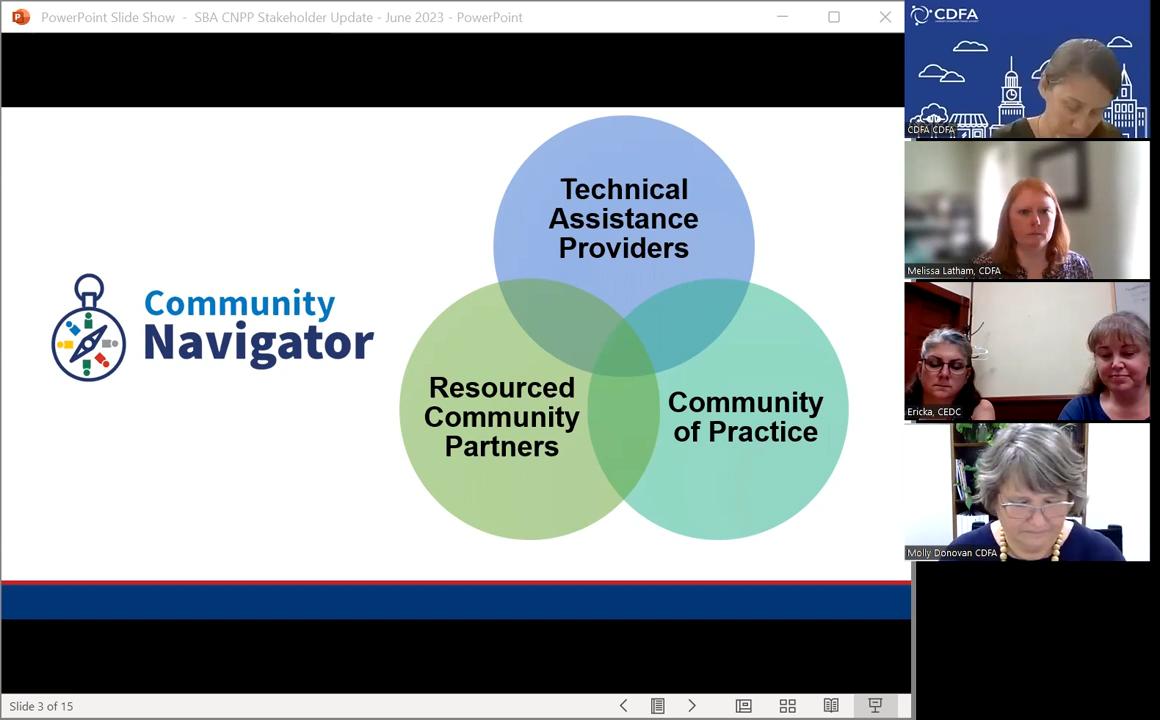 PowerPoint Slide Show - SBA CNPP Stakeholder Update - June 2023 - PowerPoint
Technical
Assistance
Providers
Community
Navigator
Resourced
Community
Partners
Community
of Practice
Slide 3 of 15
CDFA
CDFA CDFA
Melissa Latham, CDFA
Ericka, CEDC
Molly Donovan CDFA